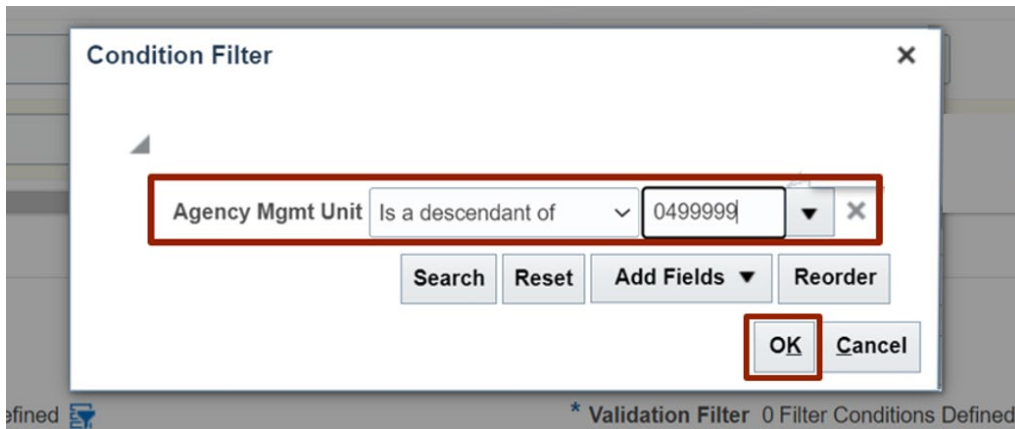 Condition Filter
Agency Mgmt Unit Is a descendant of 0499999
Search Reset Add Fields Reorder
OK Cancel
efined * Validation Filter 0 Filter Conditions Defined